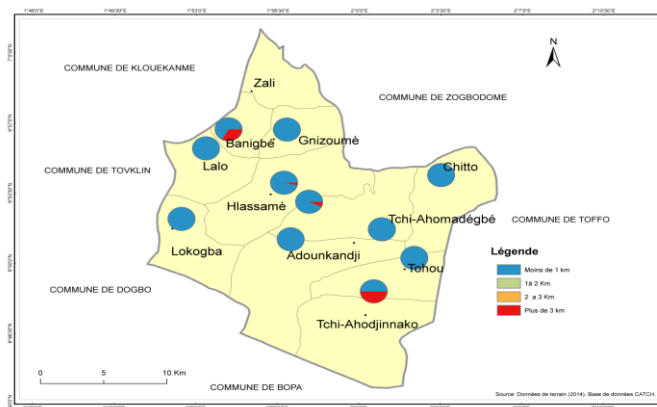 N
COMMUNE DE KLOUEKANME
Zali
COMMUNE DE ZOGBODOME
Banigbé
Gnizoumè
Lalo
COMMUNE DE TOVKLIN
Chitto
Hlassamè
Tchi-Ahomadégbé
COMMUNE DE TOFFO
Lokogba
Adounkandji
Tohou
COMMUNE DE DOGBO
Tchi-Ahodjinnako
Légende
Moins de 1 km
1à 2 Km
2 a 3 Km
Plus de 3 km
0 5 10 Km
COMMUNE DE BOPA
Source: Données de terrain (2014), Base de données CATCH,